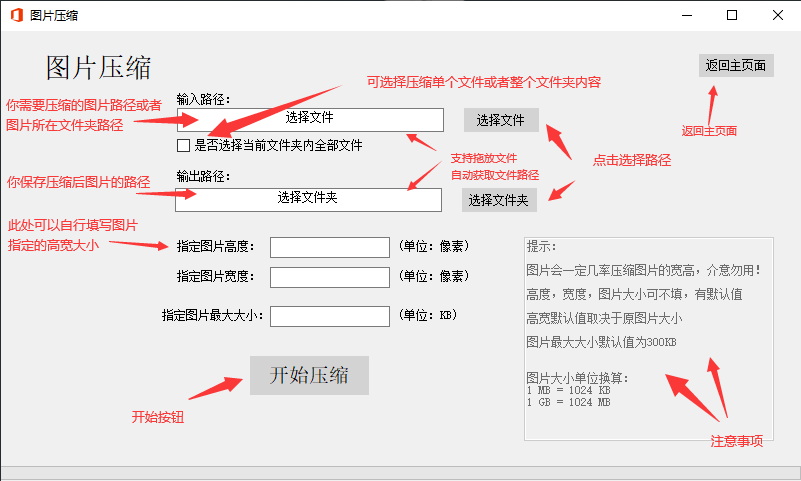 图片压缩
图片压缩
返回主页面
可选择压缩单个文件或者整个文件夹内容
你需要压缩的图片路径或者
图片所在文件夹路径
输入路径：
选择文件
选择文件
是否选择当前文件夹内全部文件
返回主页面
支持拖放文件
自动获取文件路径
点击选择路径
你保存压缩后图片的路径
输出路径：
选择文件夹
选择文件夹
此处可以自行填写图片
指定的高宽大小
指定图片高度：
（单位：像素）
指定图片宽度：
（单位：像素）
指定图片最大大小：
（单位：KB）
提示：
图片会一定几率压缩图片的宽高，介意勿用！
高度，宽度，图片大小可不填，有默认值
高宽默认值取决于原图片大小
图片最大大小默认值为300KB
图片大小单位换算：
1 MB = 1024 KB
1 GB = 1024 MB
开始压缩
开始按钮
注意事项